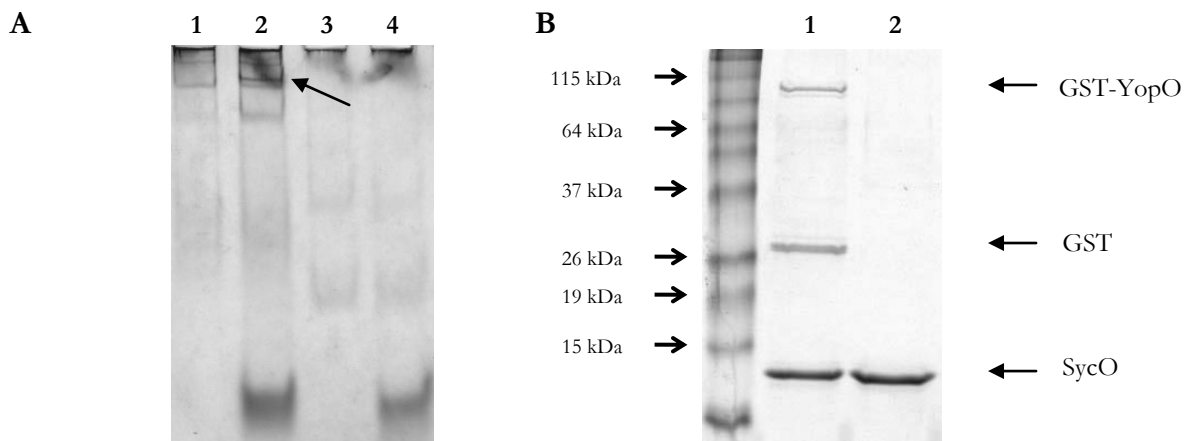 A
1 2 3 4
B
1 2
115 kDa
64 kDa
37 kDa
26 kDa
19 kDa
15 kDa
GST-YopO
GST
SycO